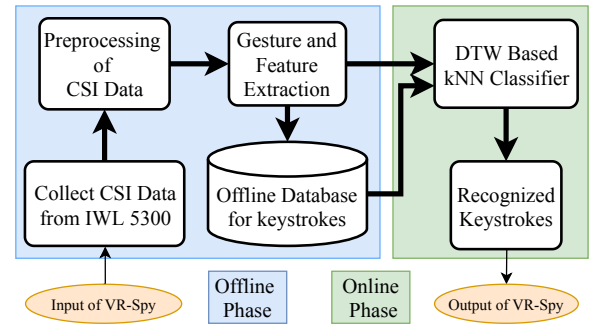 Preprocessing
of
CSI Data
Gesture and
Feature
Extraction
DTW Based
kNN Classifier
Collect CSI Data
from IWL 5300
Offline Database
for keystrokes
Recognized
Keystrokes
Input of VR-Spy
Offline
Phase
Online
Phase
Output of VR-Spy